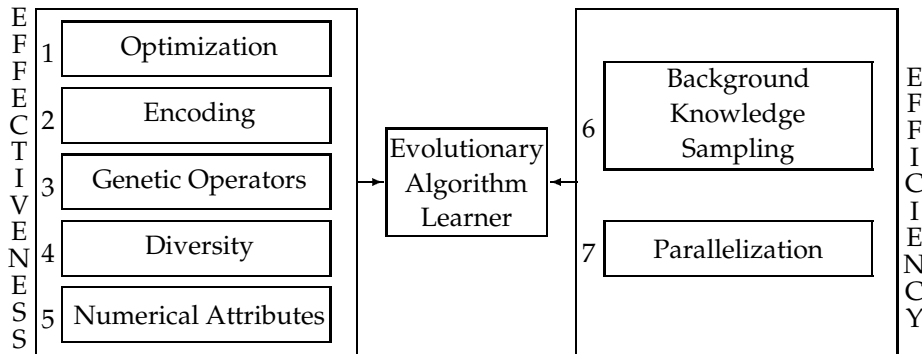 EFFECTIVENESS
1 Optimization
2 Encoding
3 Genetic Operators
4 Diversity
5 Numerical Attributes
Evolutionary
Algorithm
Learner
6
Background
Knowledge
Sampling
7 Parallelization
EFFICIENCY